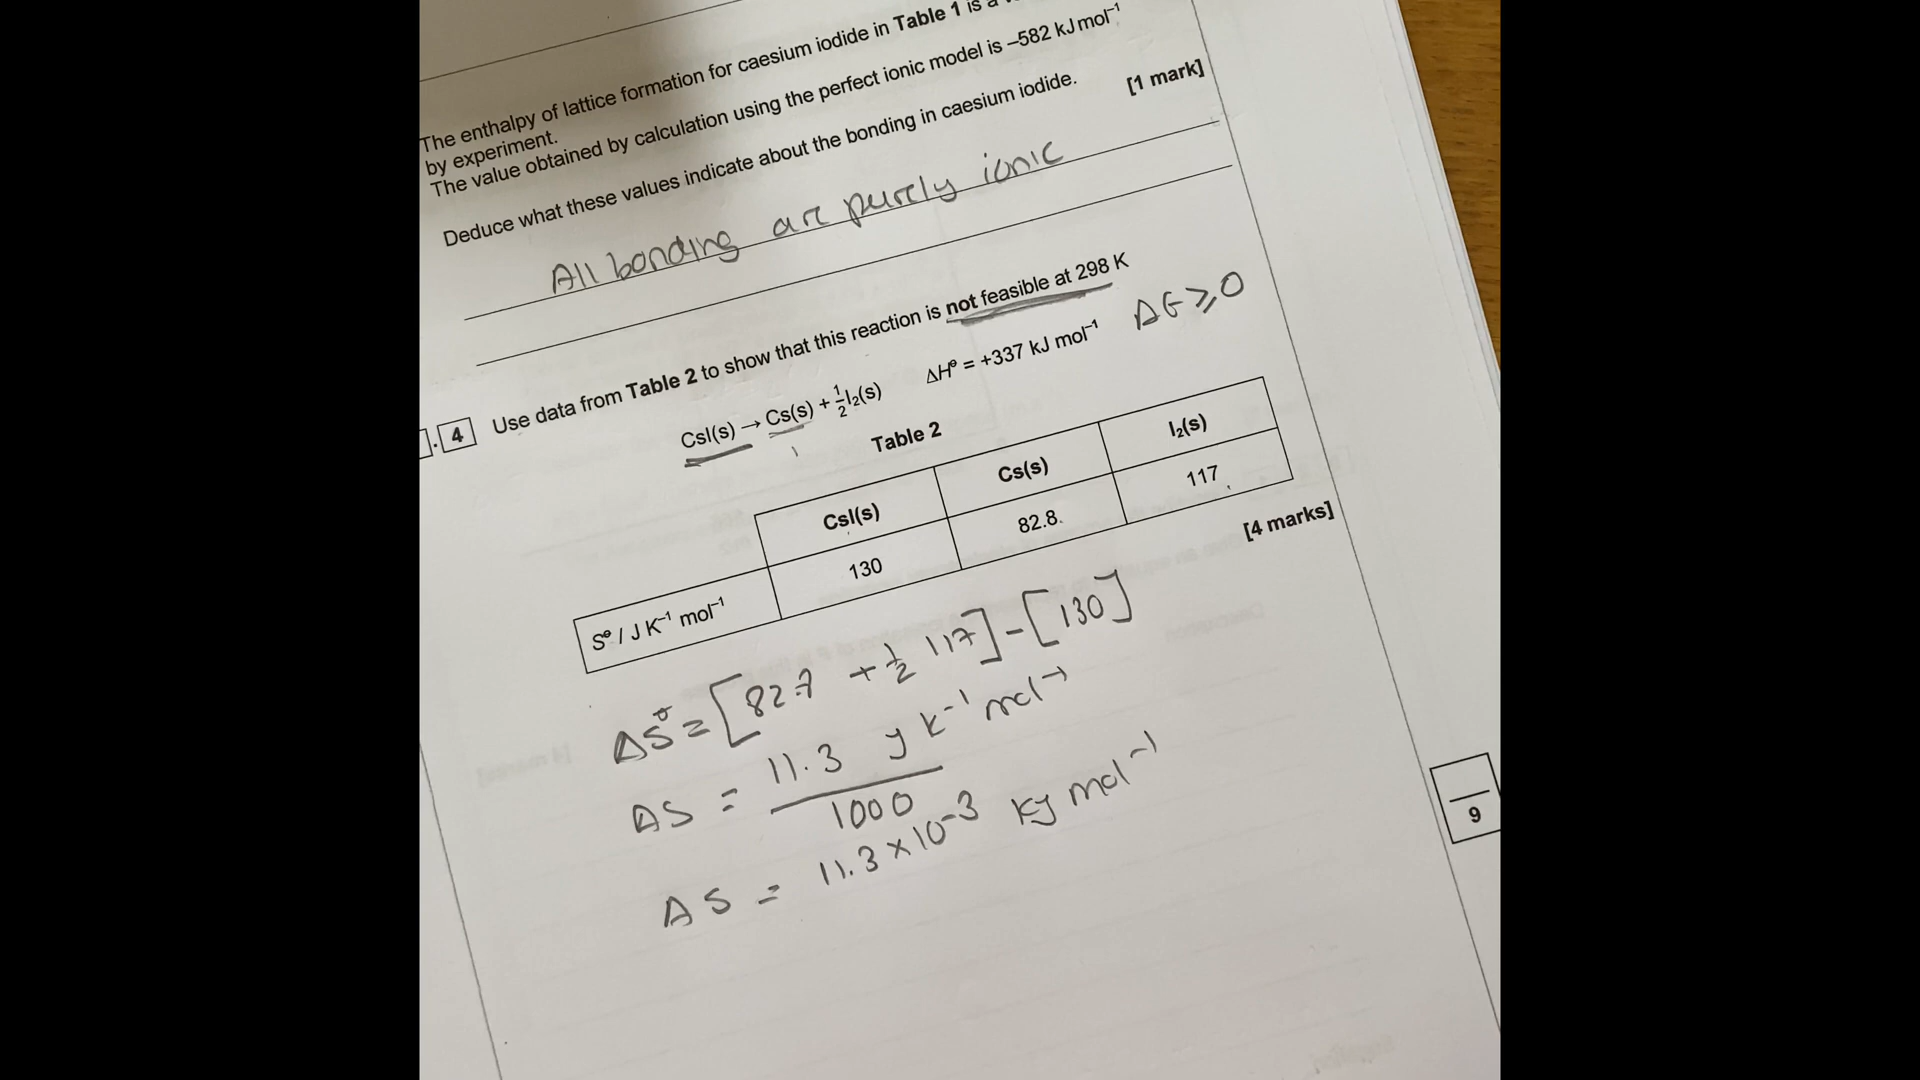 The enthalpy of lattice formation for caesium iodide in Table 1 is a
by experiment.
The value obtained by calculation using the perfect ionic model is –582 kJ mol⁻¹
Deduce what these values indicate about the bonding in caesium iodide.
[1 mark]
All bonding are purely ionic
.4 Use data from Table 2 to show that this reaction is not feasible at 298 K
ΔG ⩾ 0
CsI(s) → Cs(s) + ½I₂(s) ΔH° = +337 kJ mol⁻¹
Table 2
CsI(s) Cs(s) I₂(s)
S° / J K⁻¹ mol⁻¹ 130 82.8 117
[4 marks]
ΔS° = [82.7 + ½ 117] - [130]
ΔS = 11.3 J K⁻¹ mol⁻¹
1000
ΔS = 11.3 × 10⁻³ KJ mol⁻¹
9